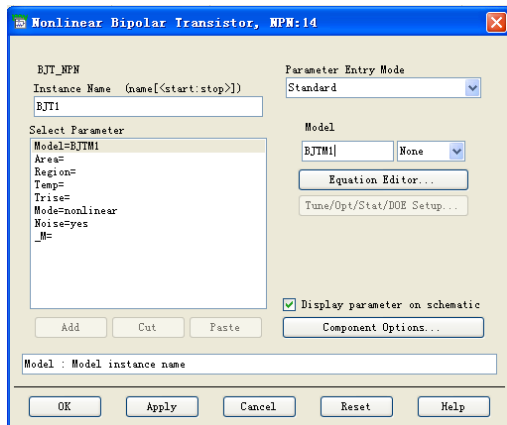 Nonlinear Bipolar Transistor, NPN:14
BJT_NPN
Instance Name (name[<start:stop>])
BJT1
Select Parameter
Model=BJTM1
Area=
Region=
Temp=
Trise=
Mode=nonlinear
Noise=yes
_M=
Add Cut Paste
Parameter Entry Mode
Standard
Model
BJTM1 None
Equation Editor...
Tune/Opt/Stat/DOE Setup...
Display parameter on schematic
Component Options...
Model : Model instance name
OK Apply Cancel Reset Help